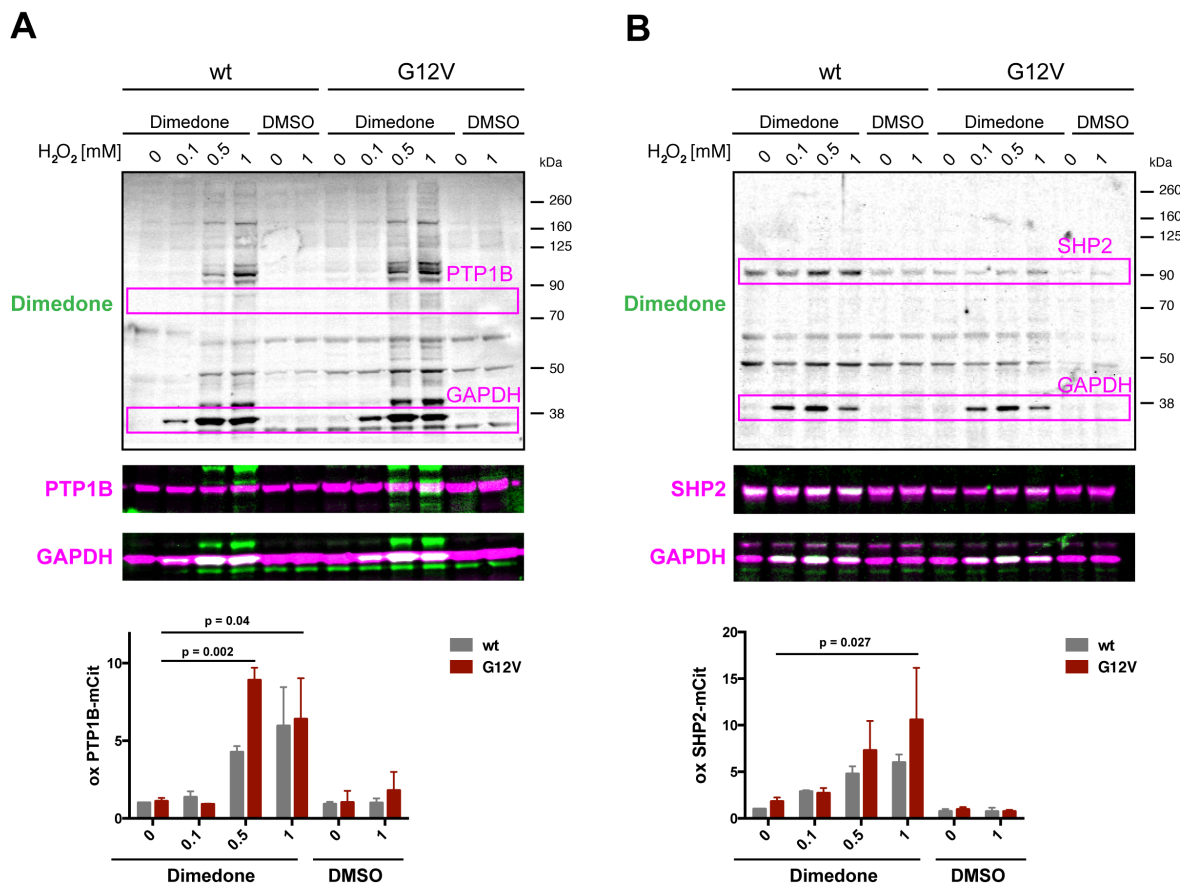 A
wt G12V
Dimedone DMSO Dimedone DMSO
H₂O₂ [mM] 0 0.1 0.5 1 0 1 0 0.1 0.5 1 0 1
kDa
260
160
125
PTP1B
90
Dimedone
70
50
GAPDH
38
PTP1B
GAPDH
p = 0.04
p = 0.002
wt
G12V
ox PTP1B-mCit
10
5
0
0 0.1 0.5 1 0 1
Dimedone DMSO
B
wt G12V
Dimedone DMSO Dimedone DMSO
H₂O₂ [mM] 0 0.1 0.5 1 0 1 0 0.1 0.5 1 0 1
kDa
260
160
125
SHP2
90
Dimedone
70
50
GAPDH
38
SHP2
GAPDH
p = 0.027
wt
G12V
ox SHP2-mCit
20
15
10
5
0
0 0.1 0.5 1 0 1
Dimedone DMSO